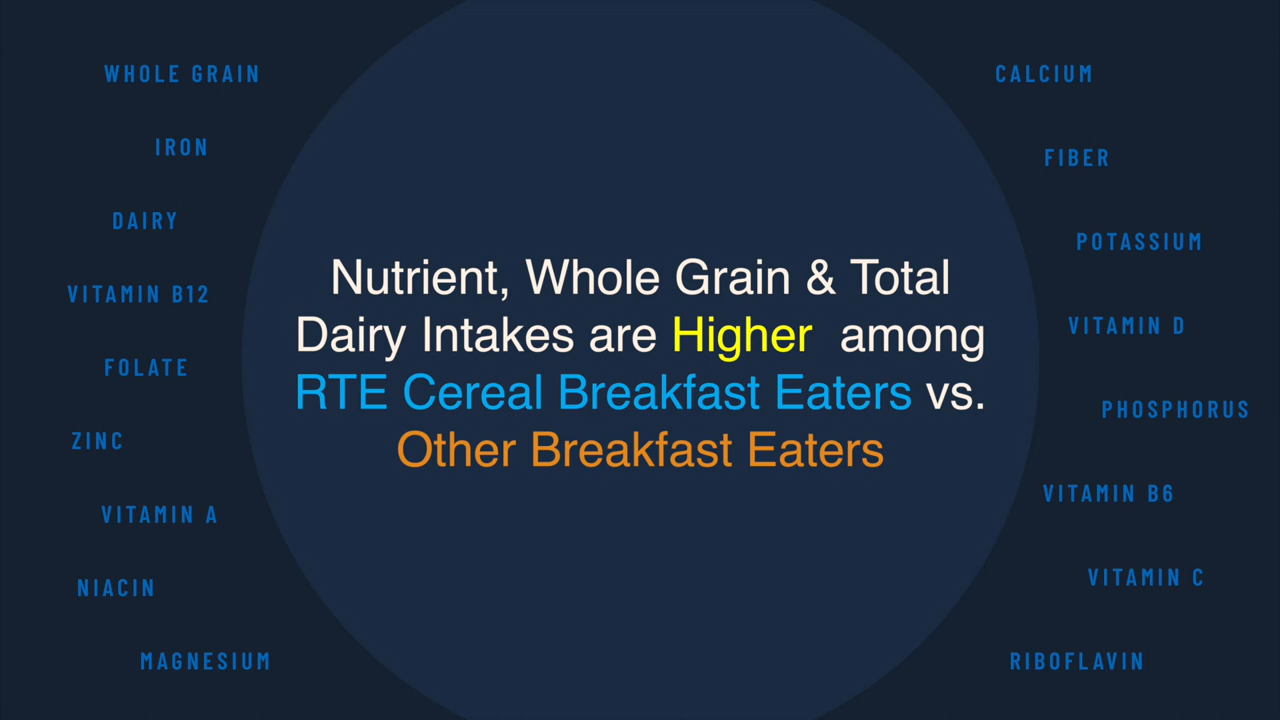 WHOLE GRAIN
IRON
DAIRY
VITAMIN B12
FOLATE
ZINC
VITAMIN A
NIACIN
MAGNESIUM
Nutrient, Whole Grain & Total
Dairy Intakes are Higher among
RTE Cereal Breakfast Eaters vs.
Other Breakfast Eaters
CALCIUM
FIBER
POTASSIUM
VITAMIN D
PHOSPHORUS
VITAMIN B6
VITAMIN C
RIBOFLAVIN